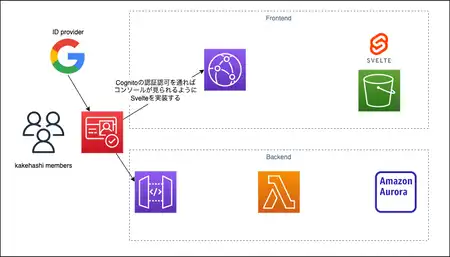 ID provider
Frontend
SVELTE
Cognitoの認証認可を通れば
コンソールが見られるように
Svelteを実装する
kakehashi members
Backend
Amazon
Aurora